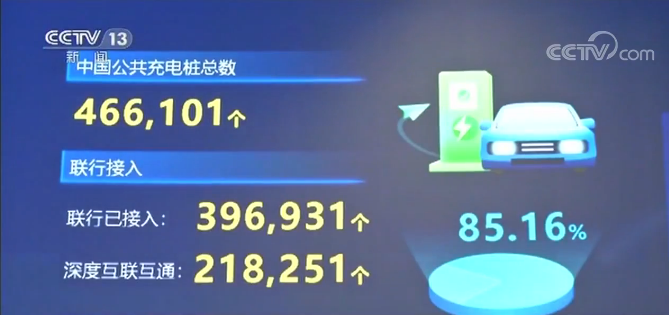 CCTV 13
新闻
CCTV.com
中国公共充电桩总数
466,101个
联行接入
联行已接入: 396,931个
85.16%
深度互联互通: 218,251个